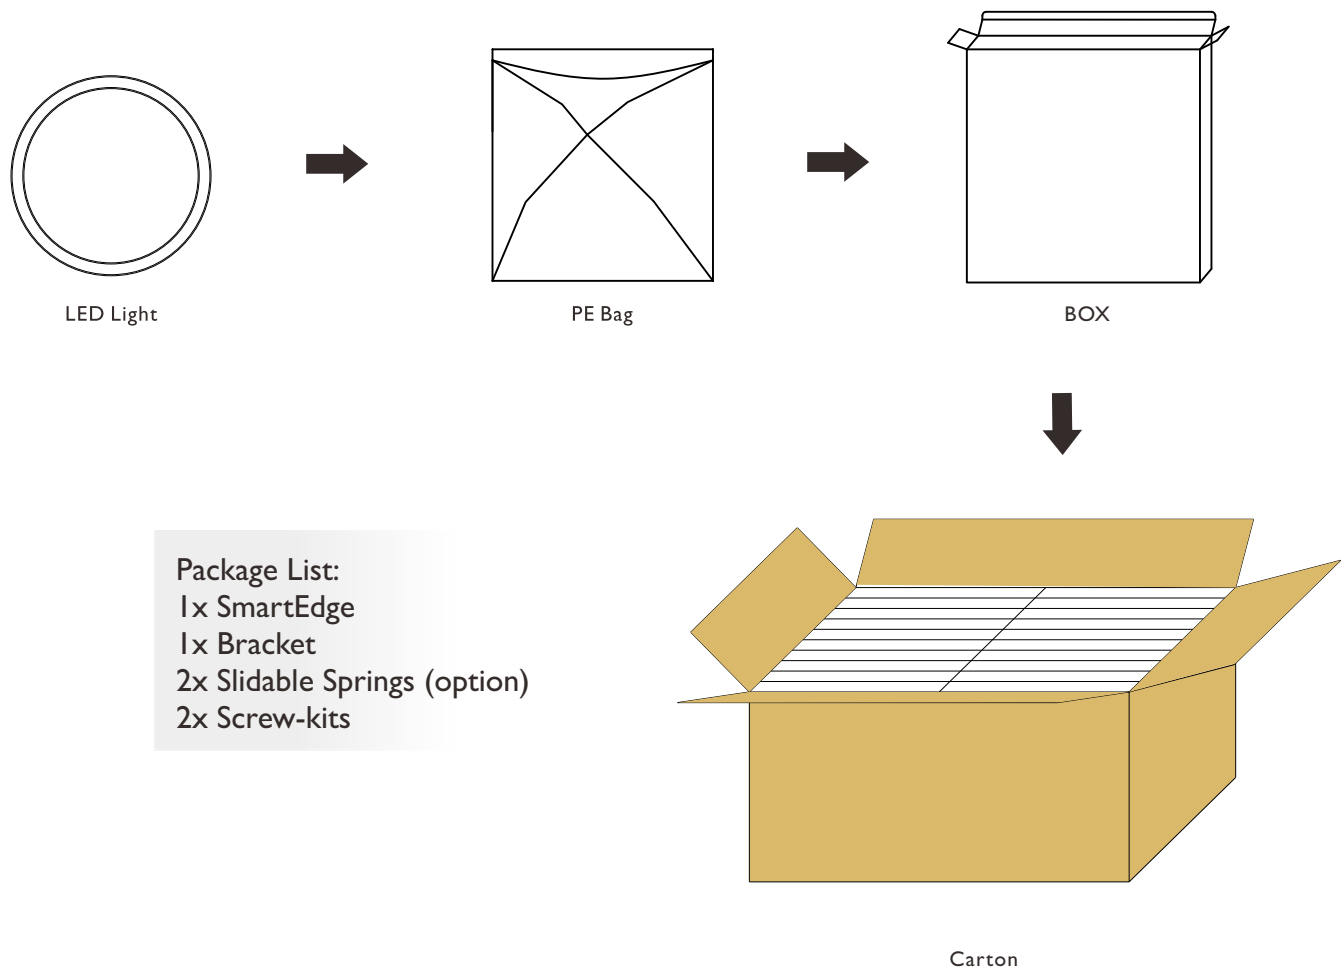 LED Light
PE Bag
BOX
Package List:
1x SmartEdge
1x Bracket
2x Slidable Springs (option)
2x Screw-kits
Carton